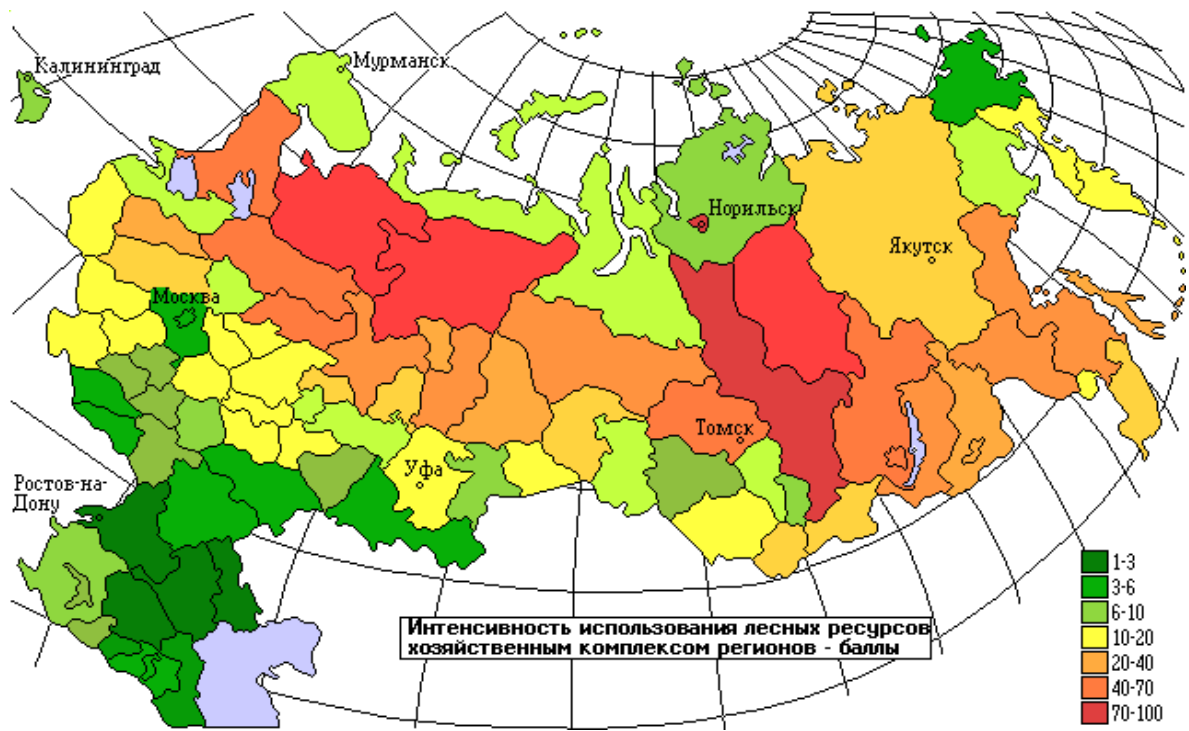 Калининград
Мурманск
Норильск
Якутск
Москва
Томск
Уфа
Ростов-на-
Дону
1-3
3-6
6-10
10-20
20-40
40-70
70-100
Интенсивность использования лесных ресурсов
хозяйственным комплексом регионов - баллы